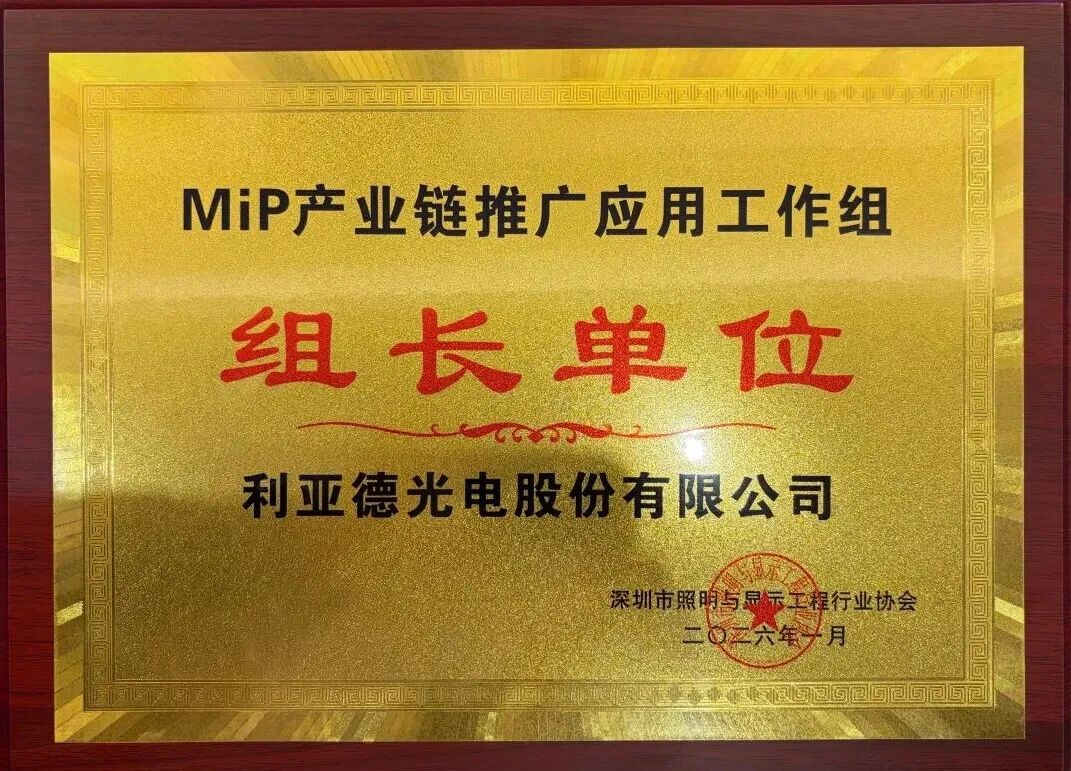 MiP产业链推广应用工作组
组长单位
利亚德光电股份有限公司
深圳市照明与显示工程行业协会
二〇二六年一月